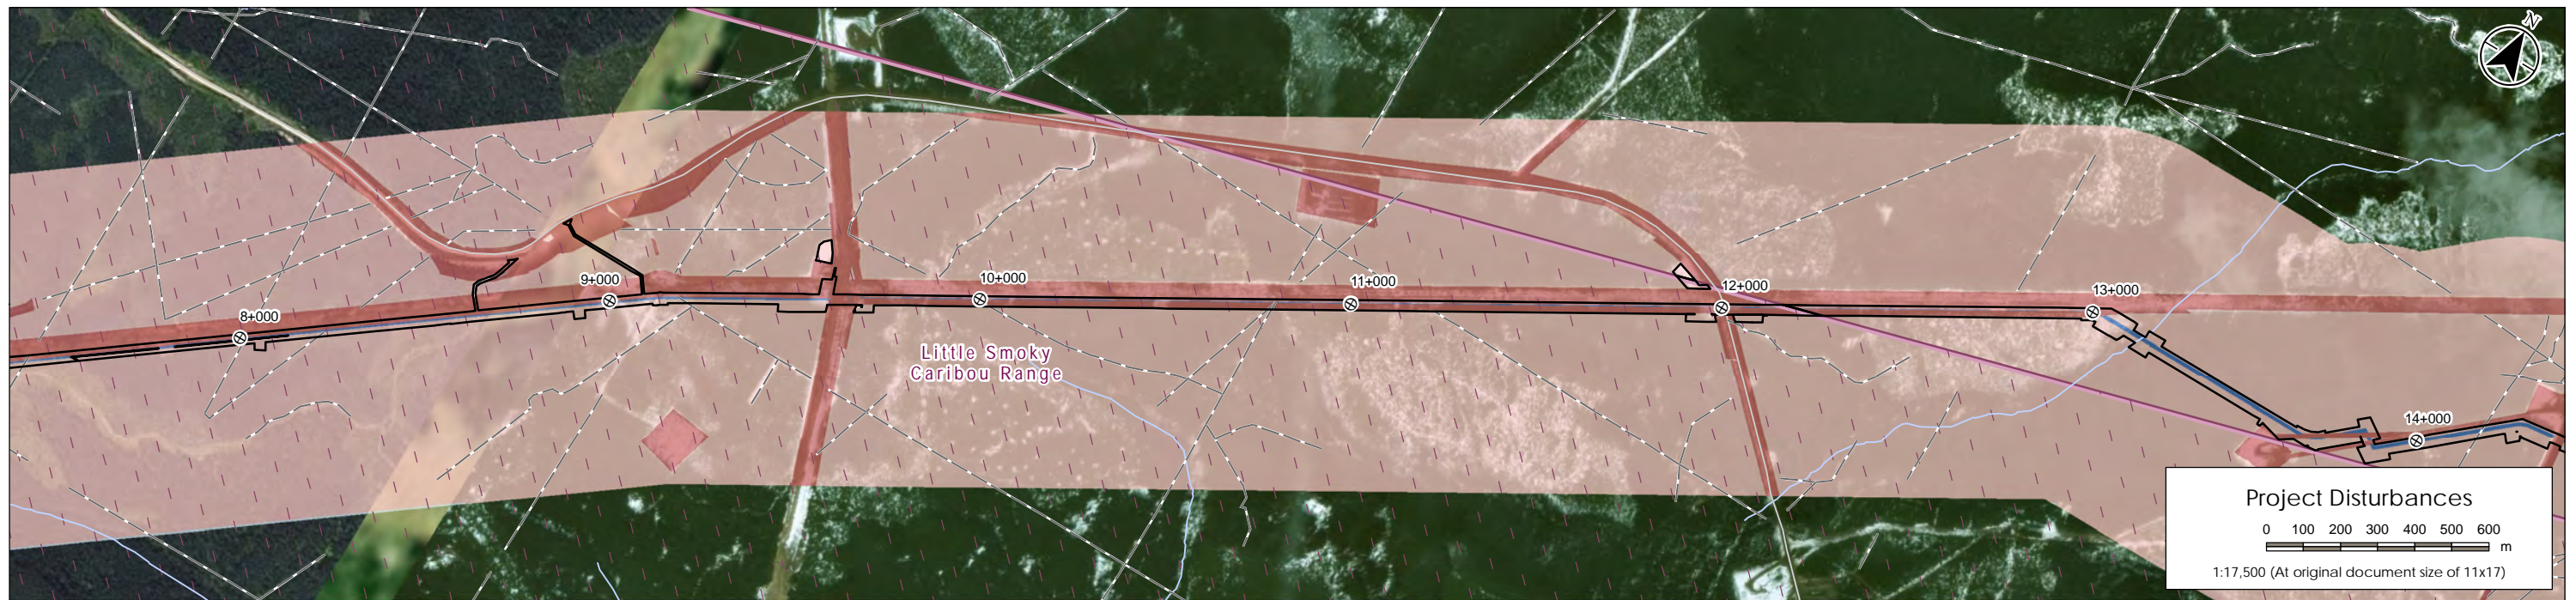 N
8+000
9+000
10+000
11+000
12+000
13+000
14+000
Little Smoky
Caribou Range
Project Disturbances
0 100 200 300 400 500 600
m
1:17,500 (At original document size of 11x17)